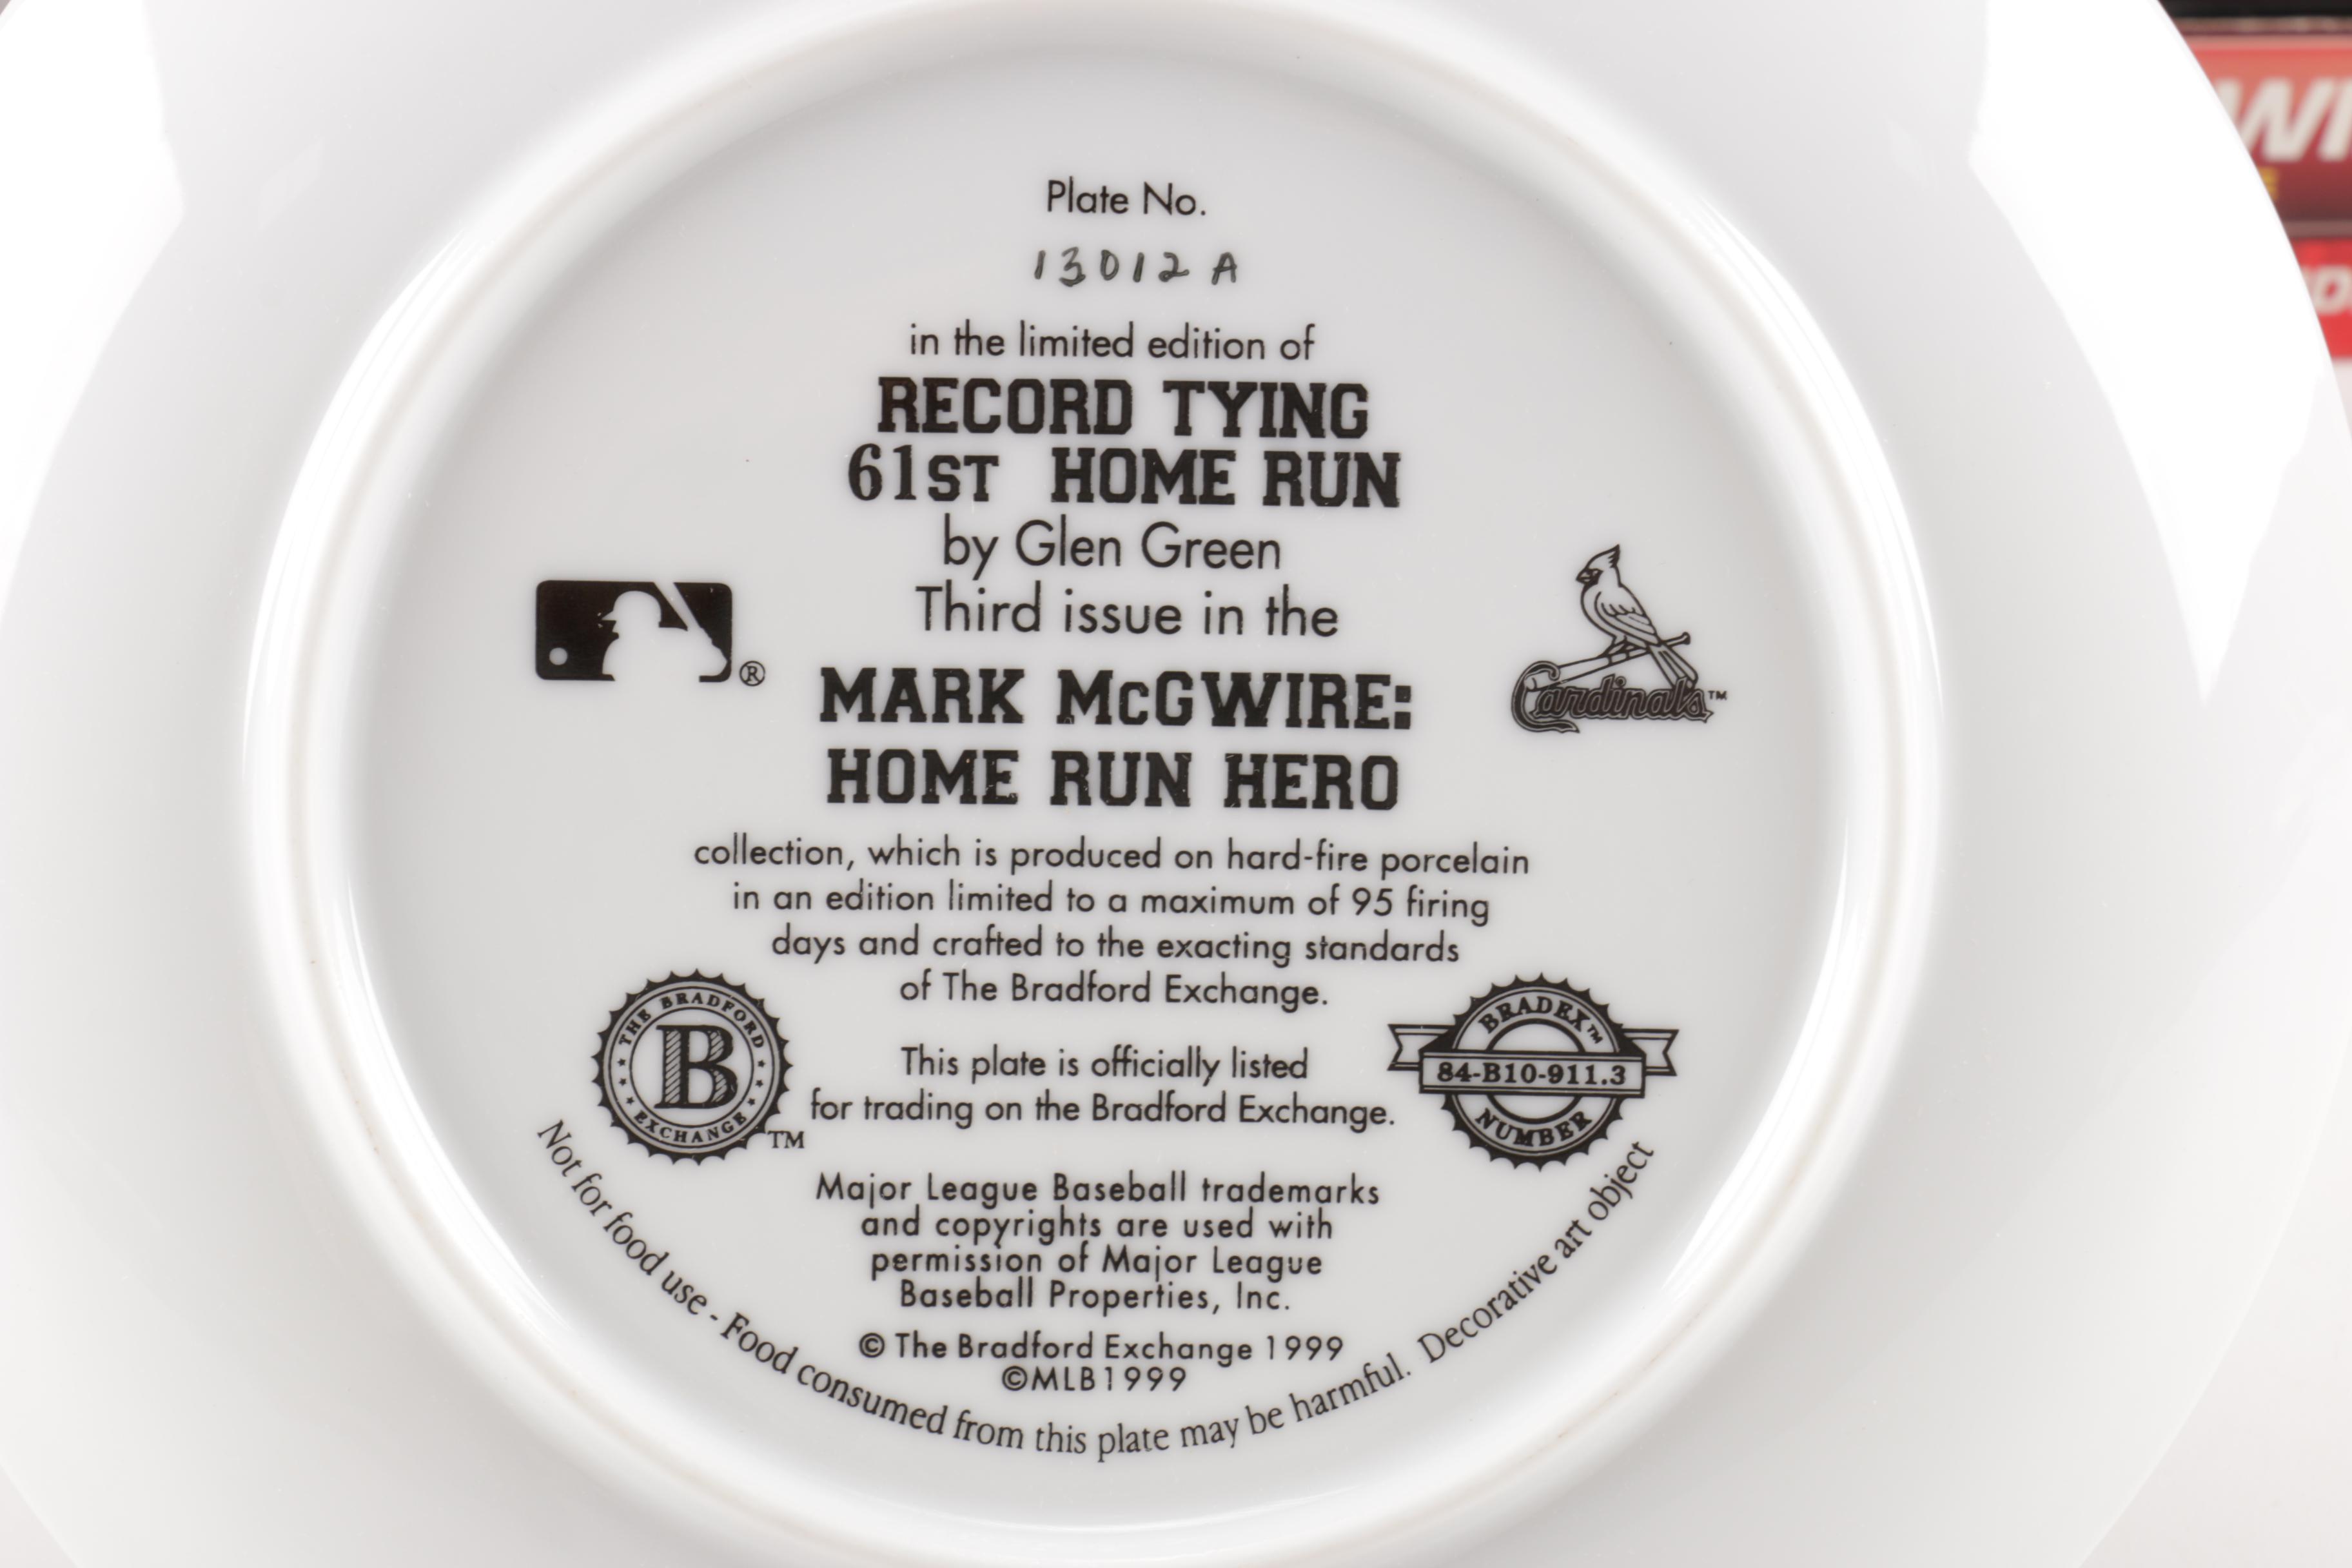 Plate No.
13012 A
in the limited edition of
RECORD TYING
61ST HOME RUN
by Glen Green
Third issue in the
MARK McGWIRE:
HOME RUN HERO
®
Cardinals™
collection, which is produced on hard-fire porcelain
in an edition limited to a maximum of 95 firing
days and crafted to the exacting standards
of The Bradford Exchange.
THE BRADFORD
B
EXCHANGE
TM
This plate is officially listed
for trading on the Bradford Exchange.
BRADEX™
84-B10-911.3
NUMBER
Major League Baseball trademarks
and copyrights are used with
permission of Major League
Baseball Properties, Inc.
© The Bradford Exchange 1999
©MLB1999
Not for food use - Food consumed from this plate may be harmful. Decorative art object